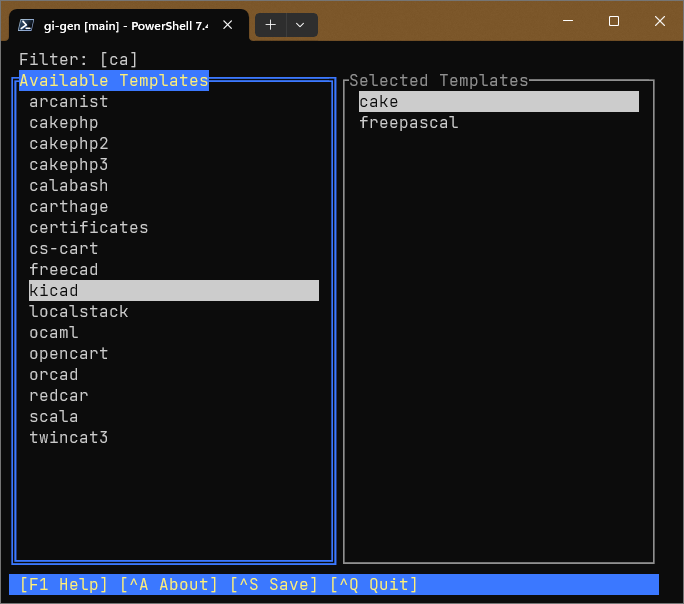 gi-gen [main] - PowerShell 7.4
Filter: [ca]
Available Templates
arcanist
cakephp
cakephp2
cakephp3
calabash
carthage
certificates
cs-cart
freecad
kicad
localstack
ocaml
opencart
orcad
redcar
scala
twincat3
Selected Templates
cake
freepascal
[F1 Help] [^A About] [^S Save] [^Q Quit]